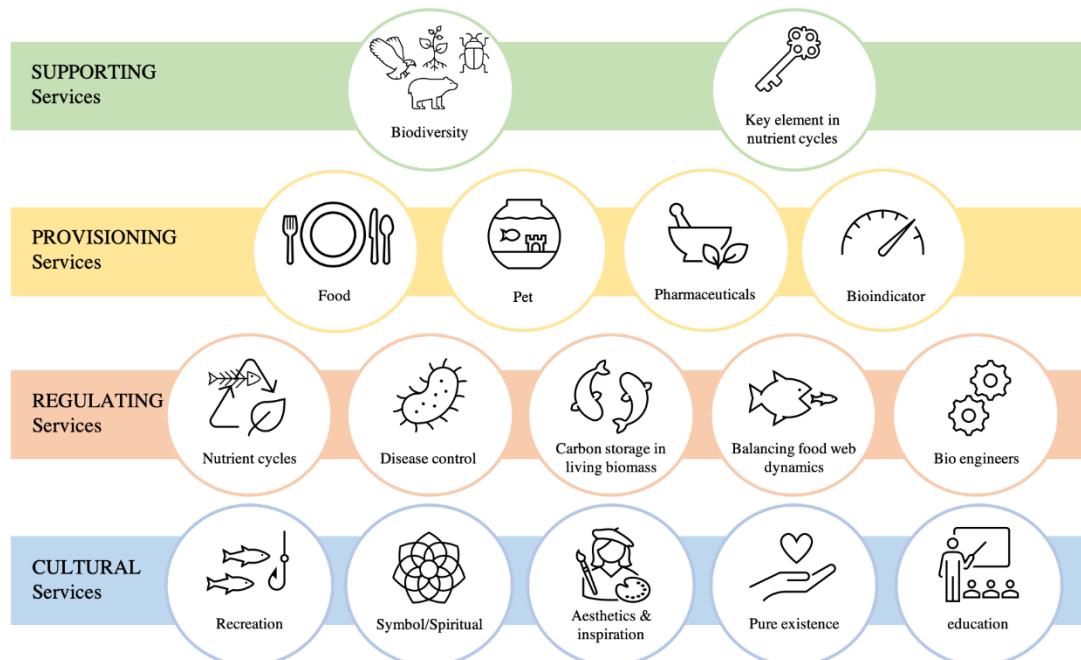 SUPPORTING
Services
Biodiversity
Key element in
nutrient cycles
PROVISIONING
Services
Food
Pet
Pharmaceuticals
Bioindicator
REGULATING
Services
Nutrient cycles
Disease control
Carbon storage in
living biomass
Balancing food web
dynamics
Bio engineers
CULTURAL
Services
Recreation
Symbol/Spiritual
Aesthetics &
inspiration
Pure existence
education